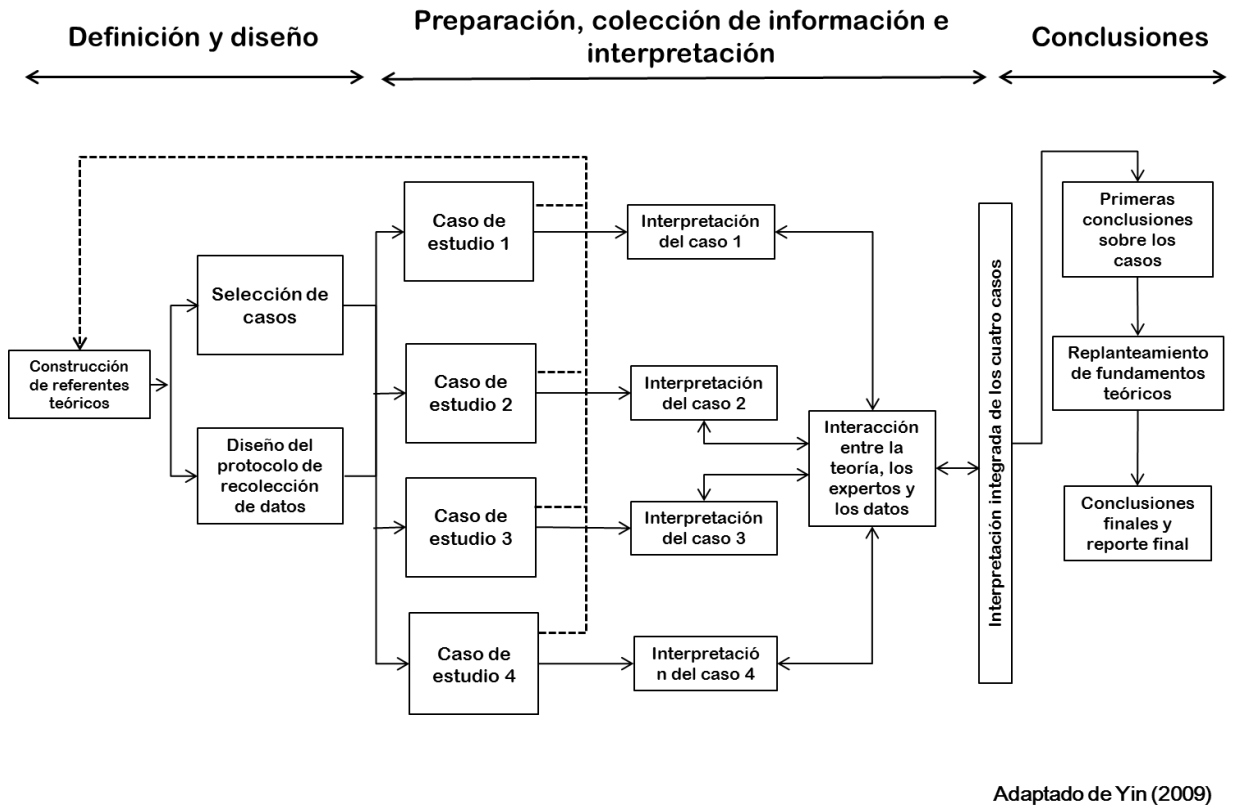 Definición y diseño
Preparación, colección de información e
interpretación
Conclusiones
Construcción
de referentes
teóricos
Selección de
casos
Diseño del
protocolo de
recolección
de datos
Caso de
estudio 1
Caso de
estudio 2
Caso de
estudio 3
Caso de
estudio 4
Interpretación
del caso 1
Interpretación
del caso 2
Interpretación
del caso 3
Interpretació
n del caso 4
Interacción
entre la
teoría, los
expertos y
los datos
Interpretación integrada de los cuatro casos
Primeras
conclusiones
sobre los
casos
Replanteamiento
de fundamentos
teóricos
Conclusiones
finales y
reporte final
Adaptado de Yin (2009)